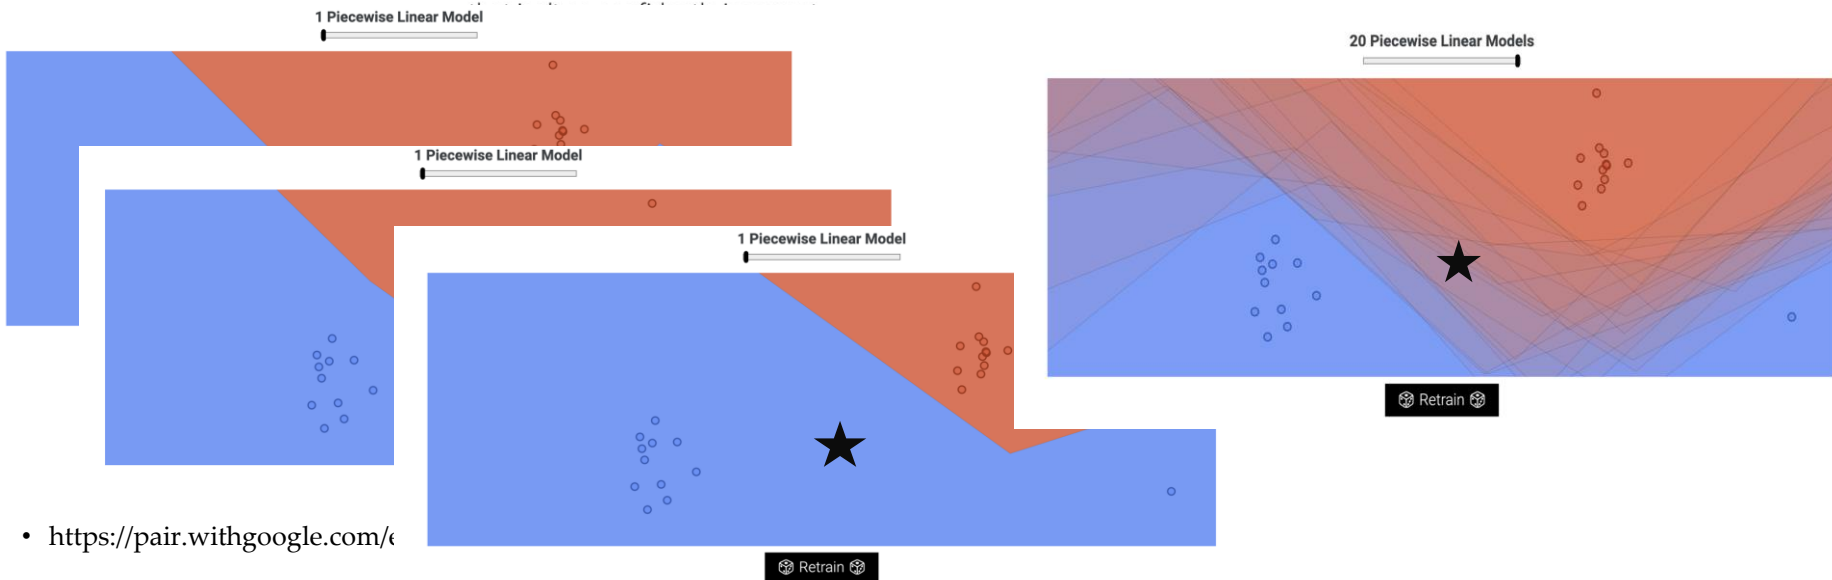 1 Piecewise Linear Model
20 Piecewise Linear Models
1 Piecewise Linear Model
1 Piecewise Linear Model
Retrain
• https://pair.withgoogle.com/e
Retrain